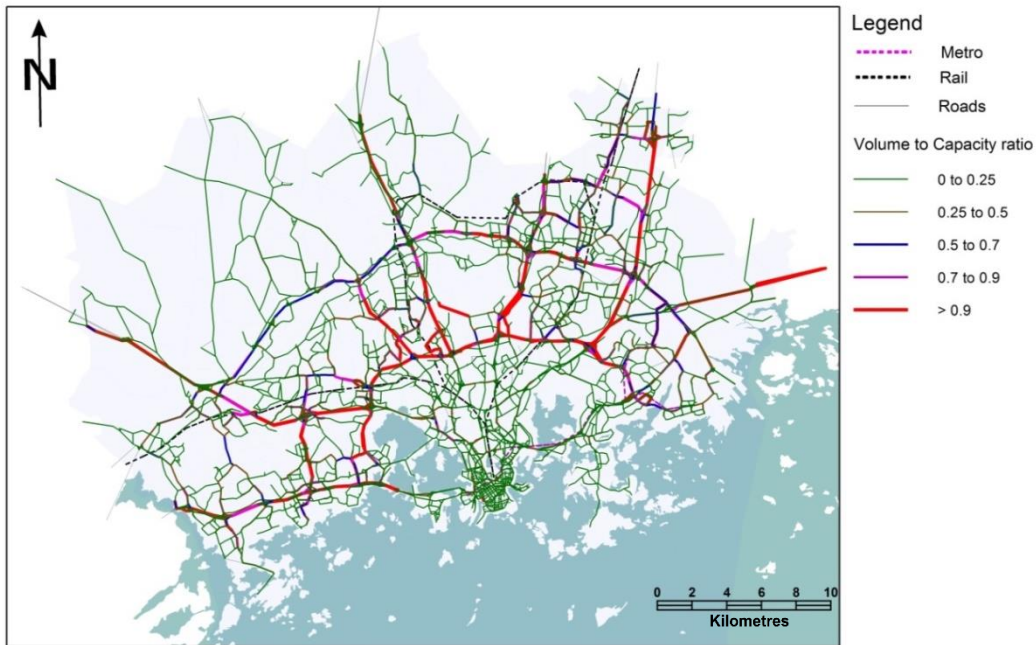 N
Legend
Metro
Rail
Roads
Volume to Capacity ratio
0 to 0.25
0.25 to 0.5
0.5 to 0.7
0.7 to 0.9
> 0.9
0 2 4 6 8 10
Kilometres